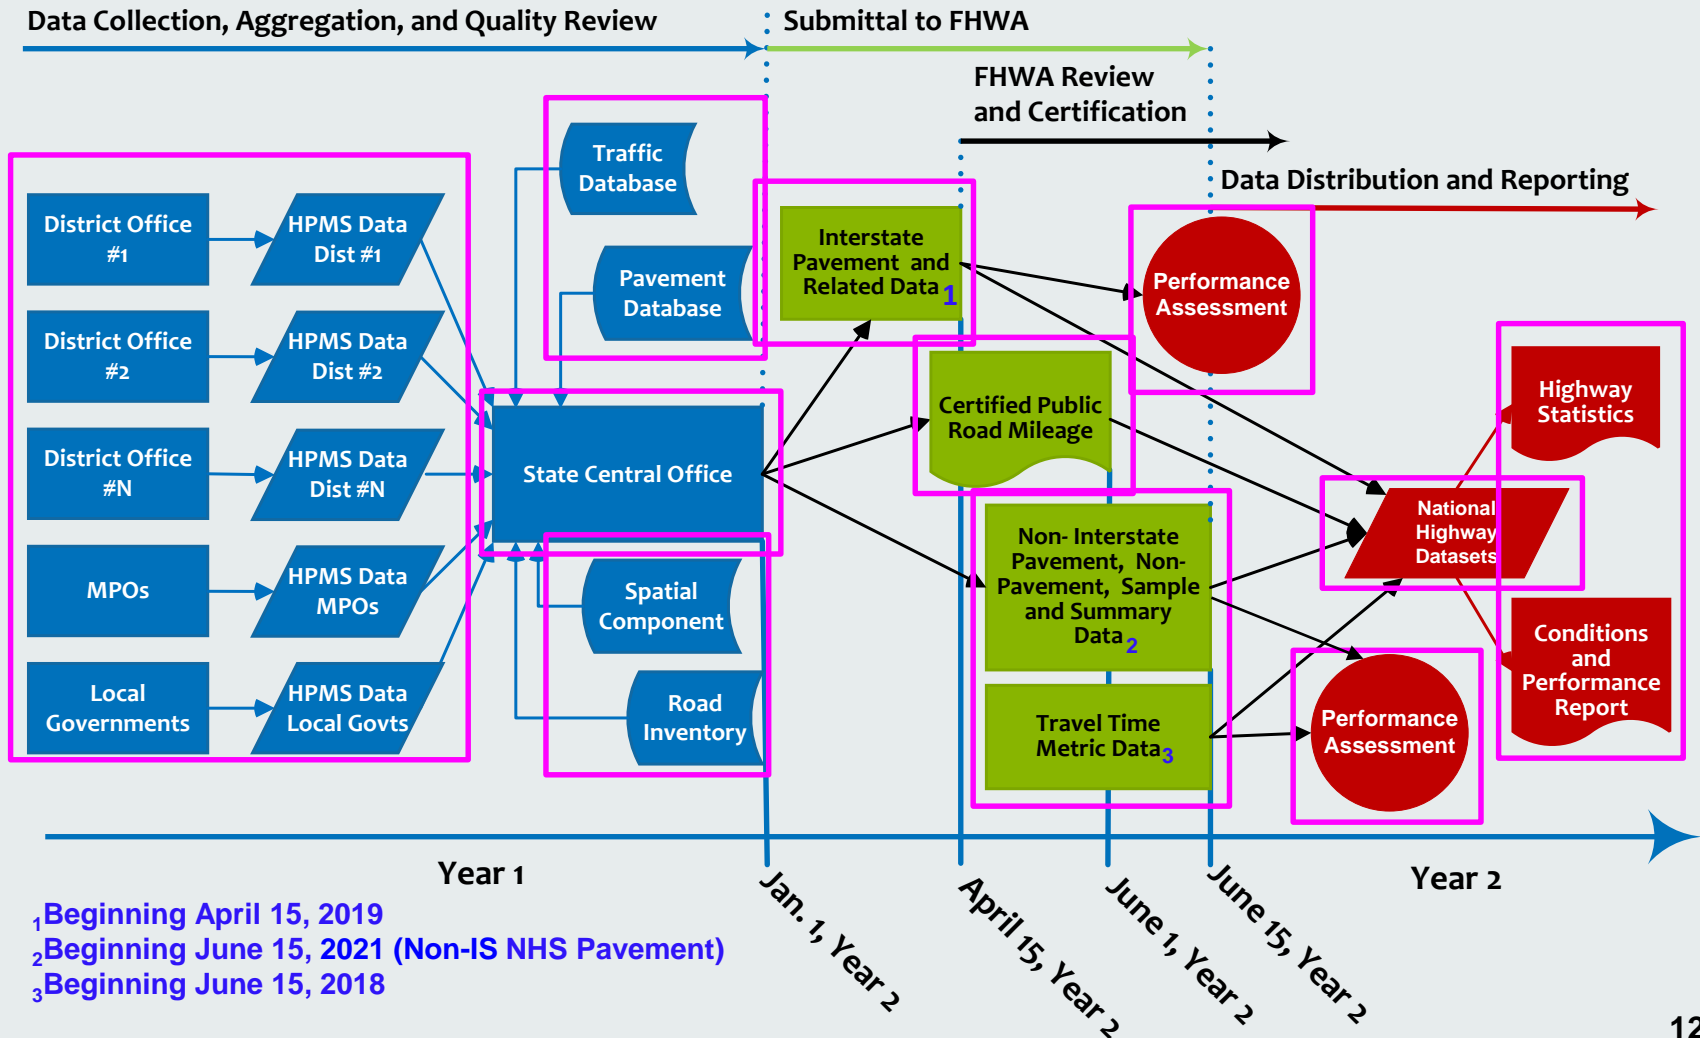 Data Collection, Aggregation, and Quality Review
Submittal to FHWA
FHWA Review
and Certification
Data Distribution and Reporting
District Office
#1
HPMS Data
Dist #1
District Office
#2
HPMS Data
Dist #2
District Office
#N
HPMS Data
Dist #N
MPOs
HPMS Data
MPOs
Local
Governments
HPMS Data
Local Govts
Traffic
Database
Pavement
Database
State Central Office
Spatial
Component
Road
Inventory
Interstate
Pavement and
Related Data 1
Certified Public
Road Mileage
Non- Interstate
Pavement, Non-
Pavement, Sample
and Summary
Data 2
Travel Time
Metric Data 3
Performance
Assessment
Performance
Assessment
National
Highway
Datasets
Highway
Statistics
Conditions
and
Performance
Report
Year 1
Jan. 1, Year 2
April 15, Year 2
June 1, Year 2
June 15, Year 2
Year 2
1Beginning April 15, 2019
2Beginning June 15, 2021 (Non-IS NHS Pavement)
3Beginning June 15, 2018
12